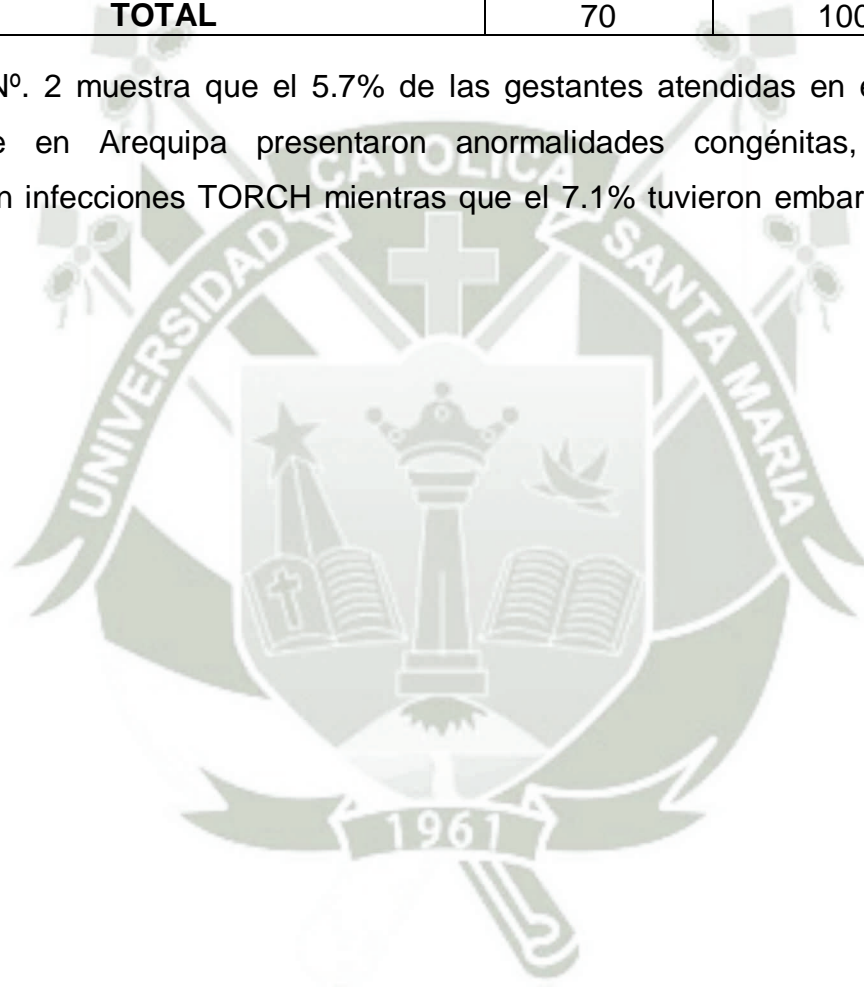 TOTAL 70 100
Nº. 2 muestra que el 5.7% de las gestantes atendidas en e
e en Arequipa presentaron anormalidades congénitas,
n infecciones TORCH mientras que el 7.1% tuvieron embar
CATOLICA
UNIVERSIDAD
SANTA MARIA
1961